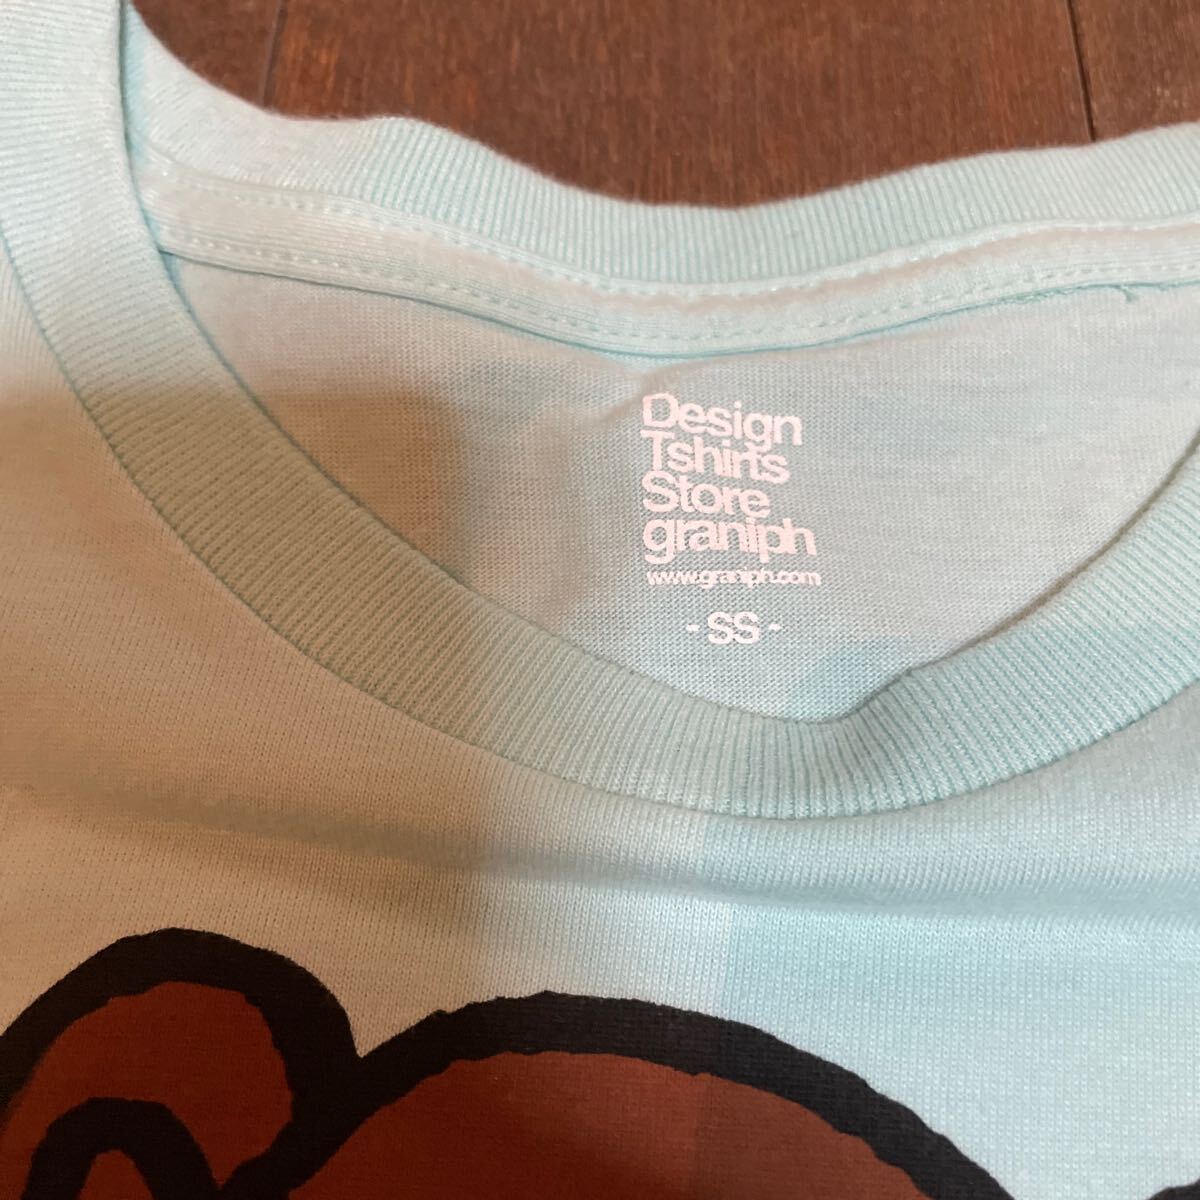 Design
Tshirts
Store
graniph
www.graniph.com
- SS -